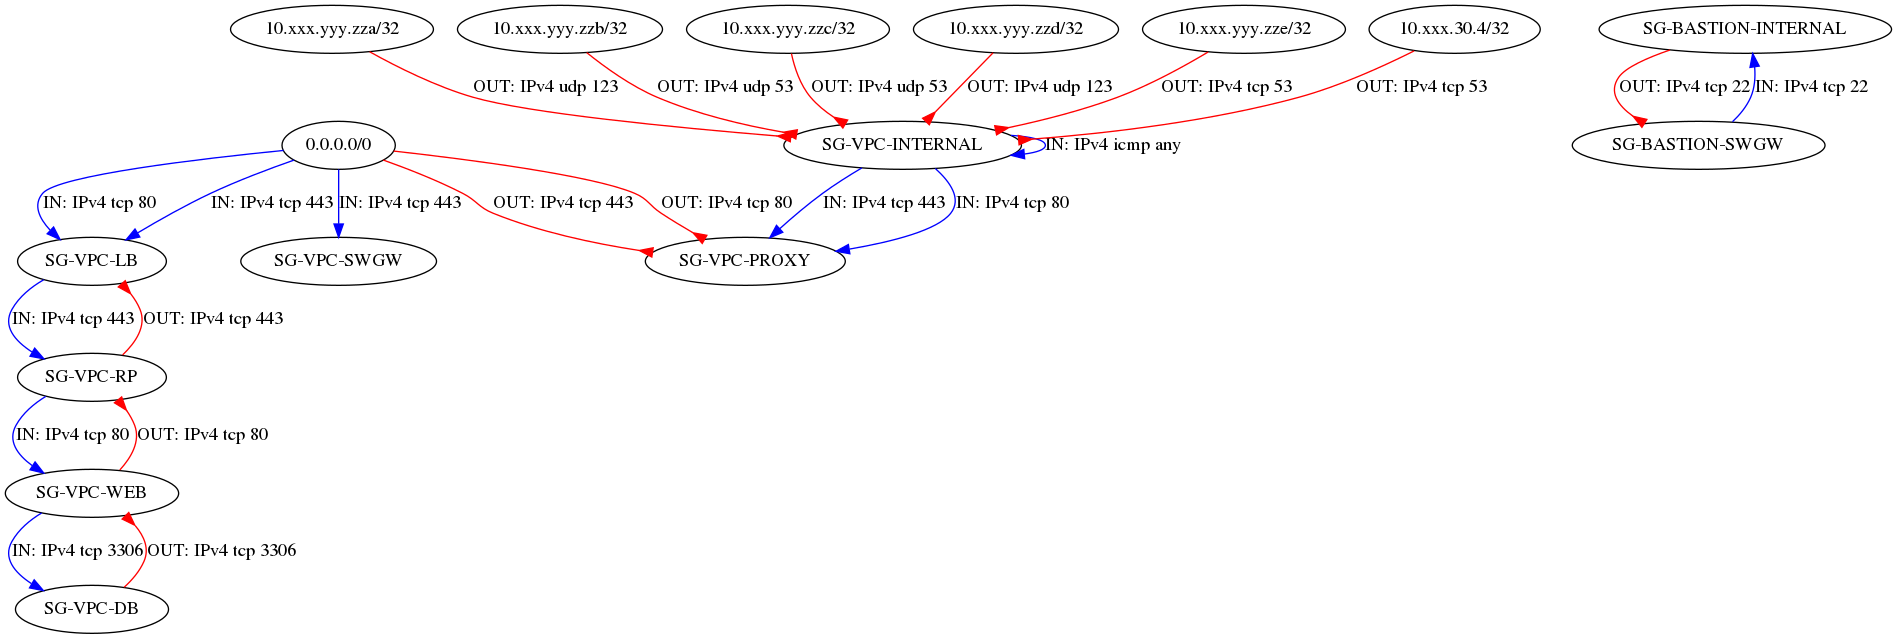 10.xxx.yyy.zza/32
10.xxx.yyy.zzb/32
10.xxx.yyy.zzc/32
10.xxx.yyy.zzd/32
10.xxx.yyy.zze/32
10.xxx.30.4/32
SG-BASTION-INTERNAL
OUT: IPv4 udp 123
OUT: IPv4 udp 53
OUT: IPv4 udp 53
OUT: IPv4 udp 123
OUT: IPv4 tcp 53
OUT: IPv4 tcp 53
OUT: IPv4 tcp 22
IN: IPv4 tcp 22
0.0.0.0/0
SG-VPC-INTERNAL
IN: IPv4 icmp any
SG-BASTION-SWGW
IN: IPv4 tcp 80
IN: IPv4 tcp 443
IN: IPv4 tcp 443
OUT: IPv4 tcp 443
OUT: IPv4 tcp 80
IN: IPv4 tcp 443
IN: IPv4 tcp 80
SG-VPC-LB
SG-VPC-SWGW
SG-VPC-PROXY
IN: IPv4 tcp 443
OUT: IPv4 tcp 443
SG-VPC-RP
IN: IPv4 tcp 80
OUT: IPv4 tcp 80
SG-VPC-WEB
IN: IPv4 tcp 3306
OUT: IPv4 tcp 3306
SG-VPC-DB